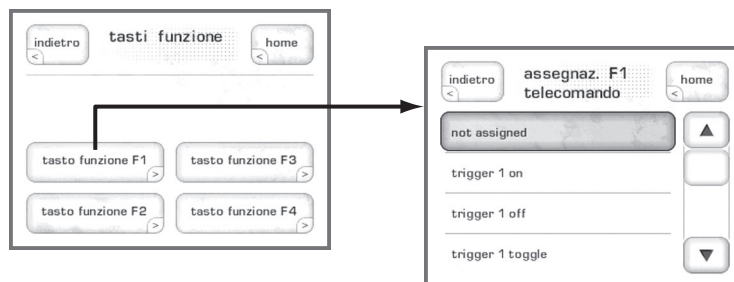 indietro
tasti funzione
home
tasto funzione F1
tasto funzione F3
tasto funzione F2
tasto funzione F4
indietro
assegnaz. F1
telecomando
home
not assigned
trigger 1 on
trigger 1 off
trigger 1 toggle